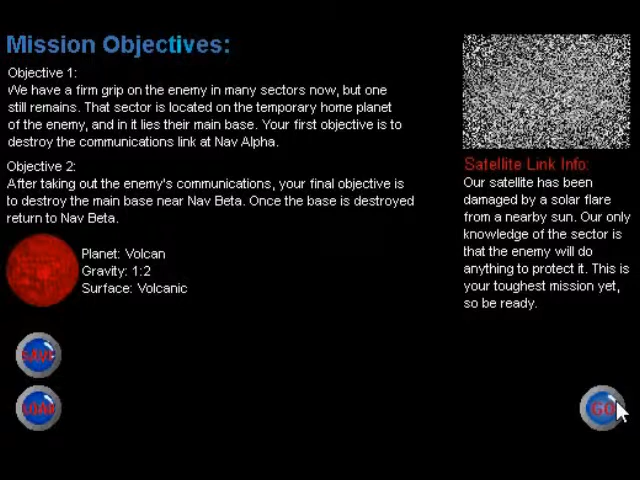 Mission Objectives:
Objective 1:
We have a firm grip on the enemy in many sectors now, but one
still remains. That sector is located on the temporary home planet
of the enemy, and in it lies their main base. Your first objective is to
destroy the communications link at Nav Alpha.
Objective 2:
After taking out the enemy's communications, your final objective is
to destroy the main base near Nav Beta. Once the base is destroyed
return to Nav Beta.
Planet: Volcan
Gravity: 1:2
Surface: Volcanic
Satellite Link Info:
Our satellite has been
damaged by a solar flare
from a nearby sun. Our only
knowledge of the sector is
that the enemy will do
anything to protect it. This is
your toughest mission yet,
so be ready.
SAVE
LOAD
GO